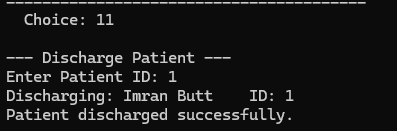 ----------------------------------------
Choice: 11
--- Discharge Patient ---
Enter Patient ID: 1
Discharging: Imran Butt    ID: 1
Patient discharged successfully.